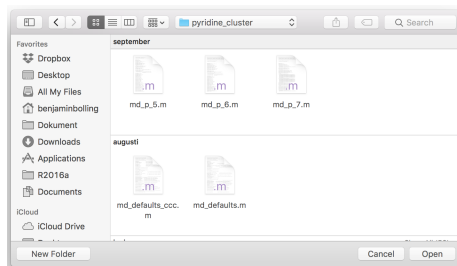 pyridine_cluster
Search
Favorites
Dropbox
Desktop
All My Files
benjaminbolling
Dokument
Downloads
Applications
R2016a
Documents
iCloud
iCloud Drive
september
.m
.m
.m
md_p_5.m
md_p_6.m
md_p_7.m
augusti
.m
.m
md_defaults_ccc.
m
md_defaults.m
New Folder
Cancel
Open